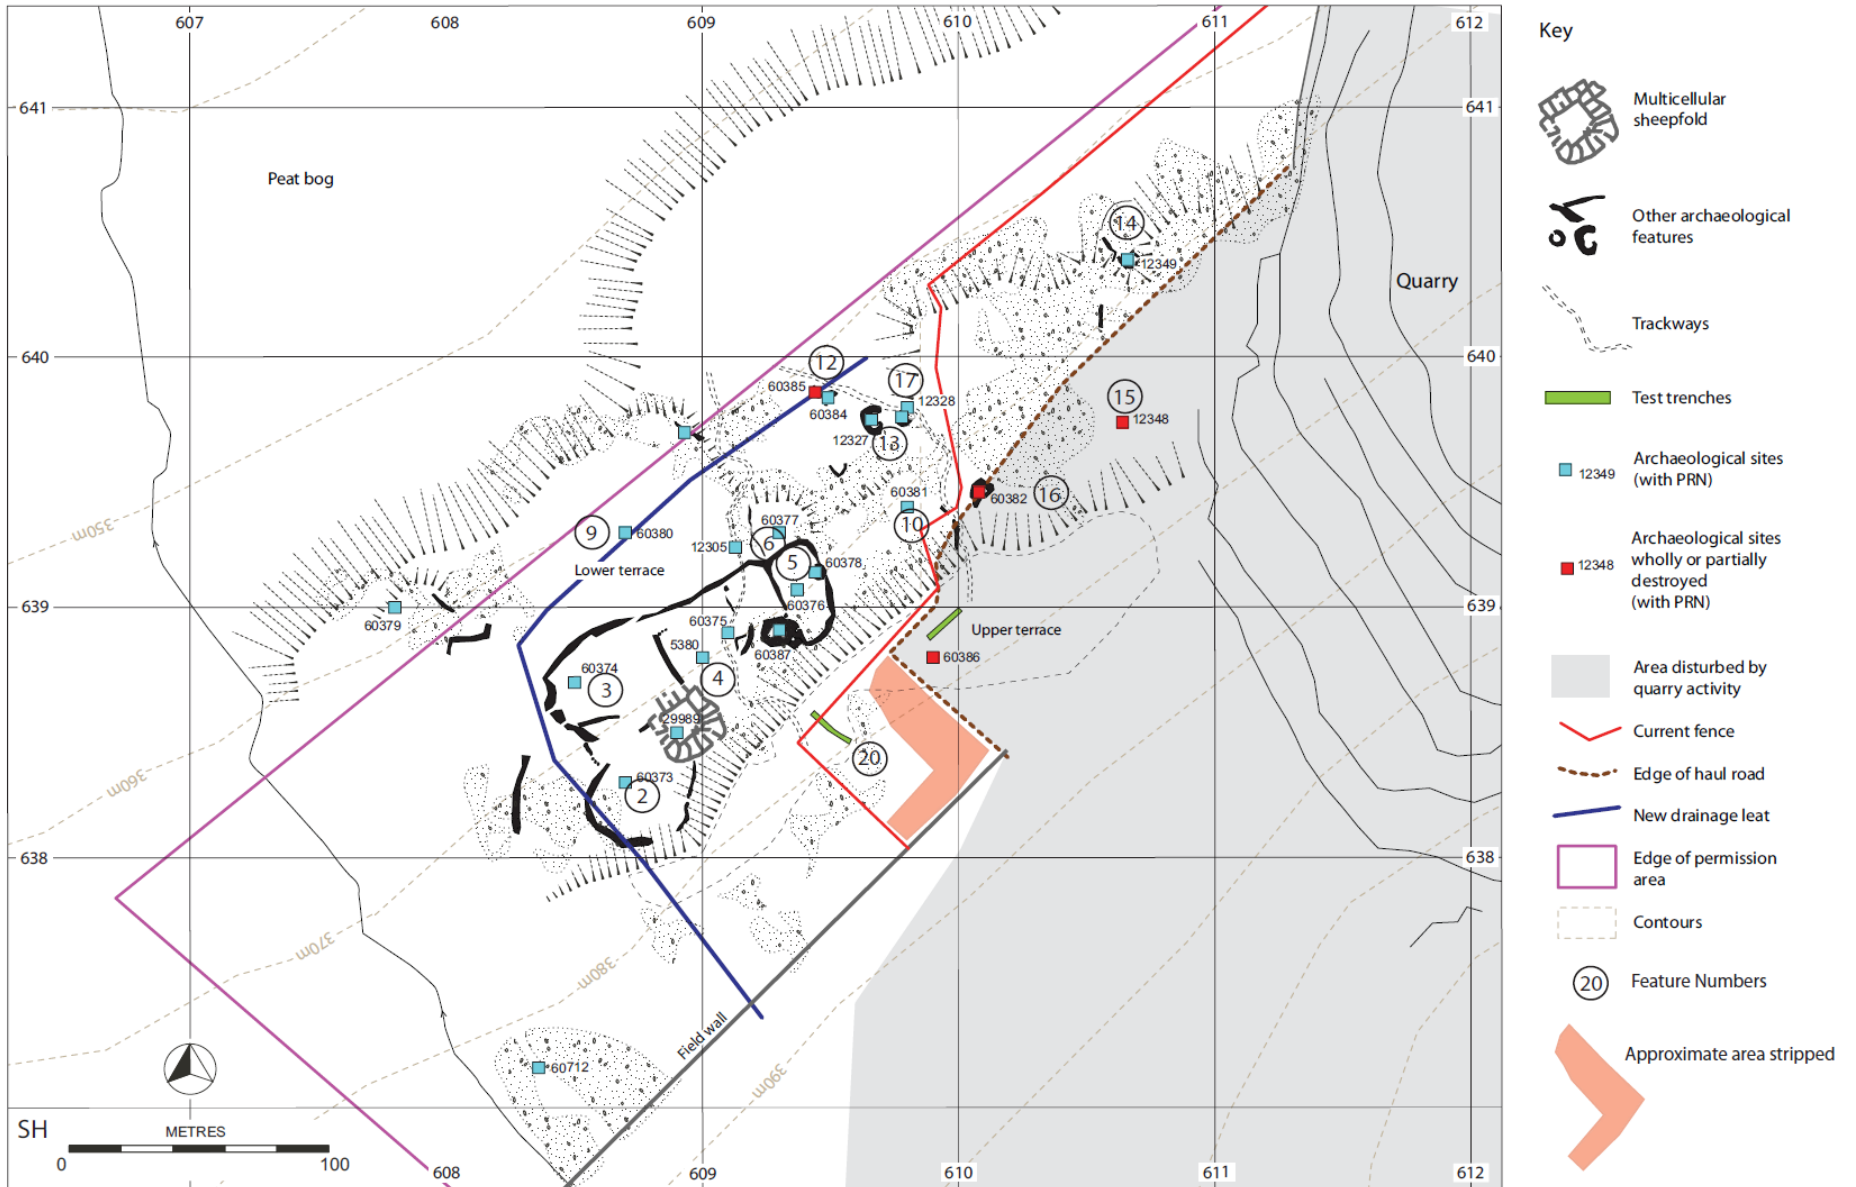 607
608
609
610
611
612
641
641
Peat bog
14
12349
Quarry
640
640
12
17
60385
60384
12328
12327
13
15
12348
60381
60382
16
10
350m
9
60380
60377
12305
6
5
60378
Lower terrace
60376
639
639
60379
60375
5380
60387
Upper terrace
60386
60374
3
4
29989
20
360m
60373
2
638
638
370m
380m
Field wall
390m
60712
SH
METRES
0
100
608
609
610
611
612
Key
Multicellular
sheepfold
Other archaeological
features
Trackways
Test trenches
12349
Archaeological sites
(with PRN)
12348
Archaeological sites
wholly or partially
destroyed
(with PRN)
Area disturbed by
quarry activity
Current fence
Edge of haul road
New drainage leat
Edge of permission
area
Contours
20
Feature Numbers
Approximate area stripped